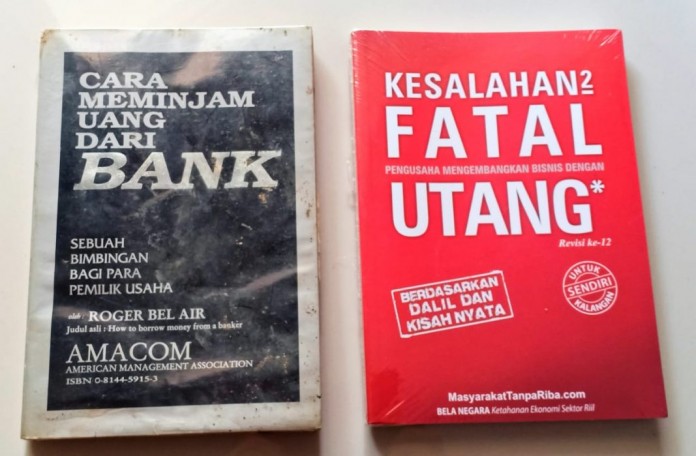 CARA
MEMINJAM
UANG
DARI
BANK
SEBUAH
BIMBINGAN
BAGI PARA
PEMILIK USAHA
oleh : ROGER BEL AIR
Judul asli : How to borrow money from a banker
AMACOM
AMERICAN MANAGEMENT ASSOCIATION
ISBN 0-8144-5915-3
KESALAHAN2
FATAL
PENGUSAHA MENGEMBANGKAN BISNIS DENGAN
UTANG*
Revisi ke-12
BERDASARKAN
DALIL DAN
KISAH NYATA
UNTUK
SENDIRI
KALANGAN
MasyarakatTanpaRiba.com
BELA NEGARA Ketahanan Ekonomi Sektor Riil